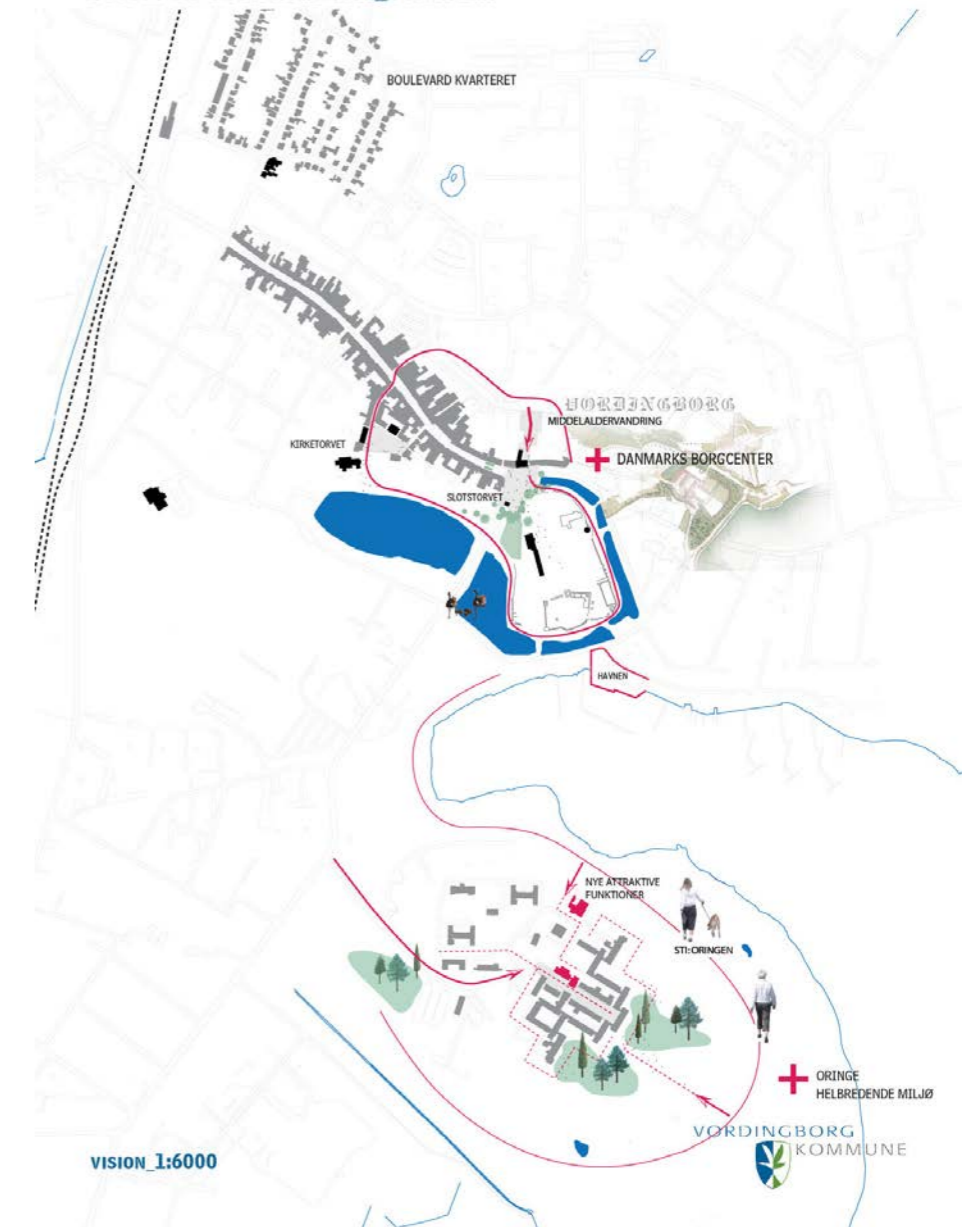 BOULEVARD KVARTERET
VORDINGBORG
MIDDELALDERVANDRING
KIRKETORVET
DANMARKS BORGCENTER
SLOTSTORVET
HAVNEN
NYE ATTRAKTIVE
FUNKTIONER
STI:ORINGEN
ORINGE
HELBREDENDE MILJØ
VORDINGBORG
KOMMUNE
VISION_1:6000